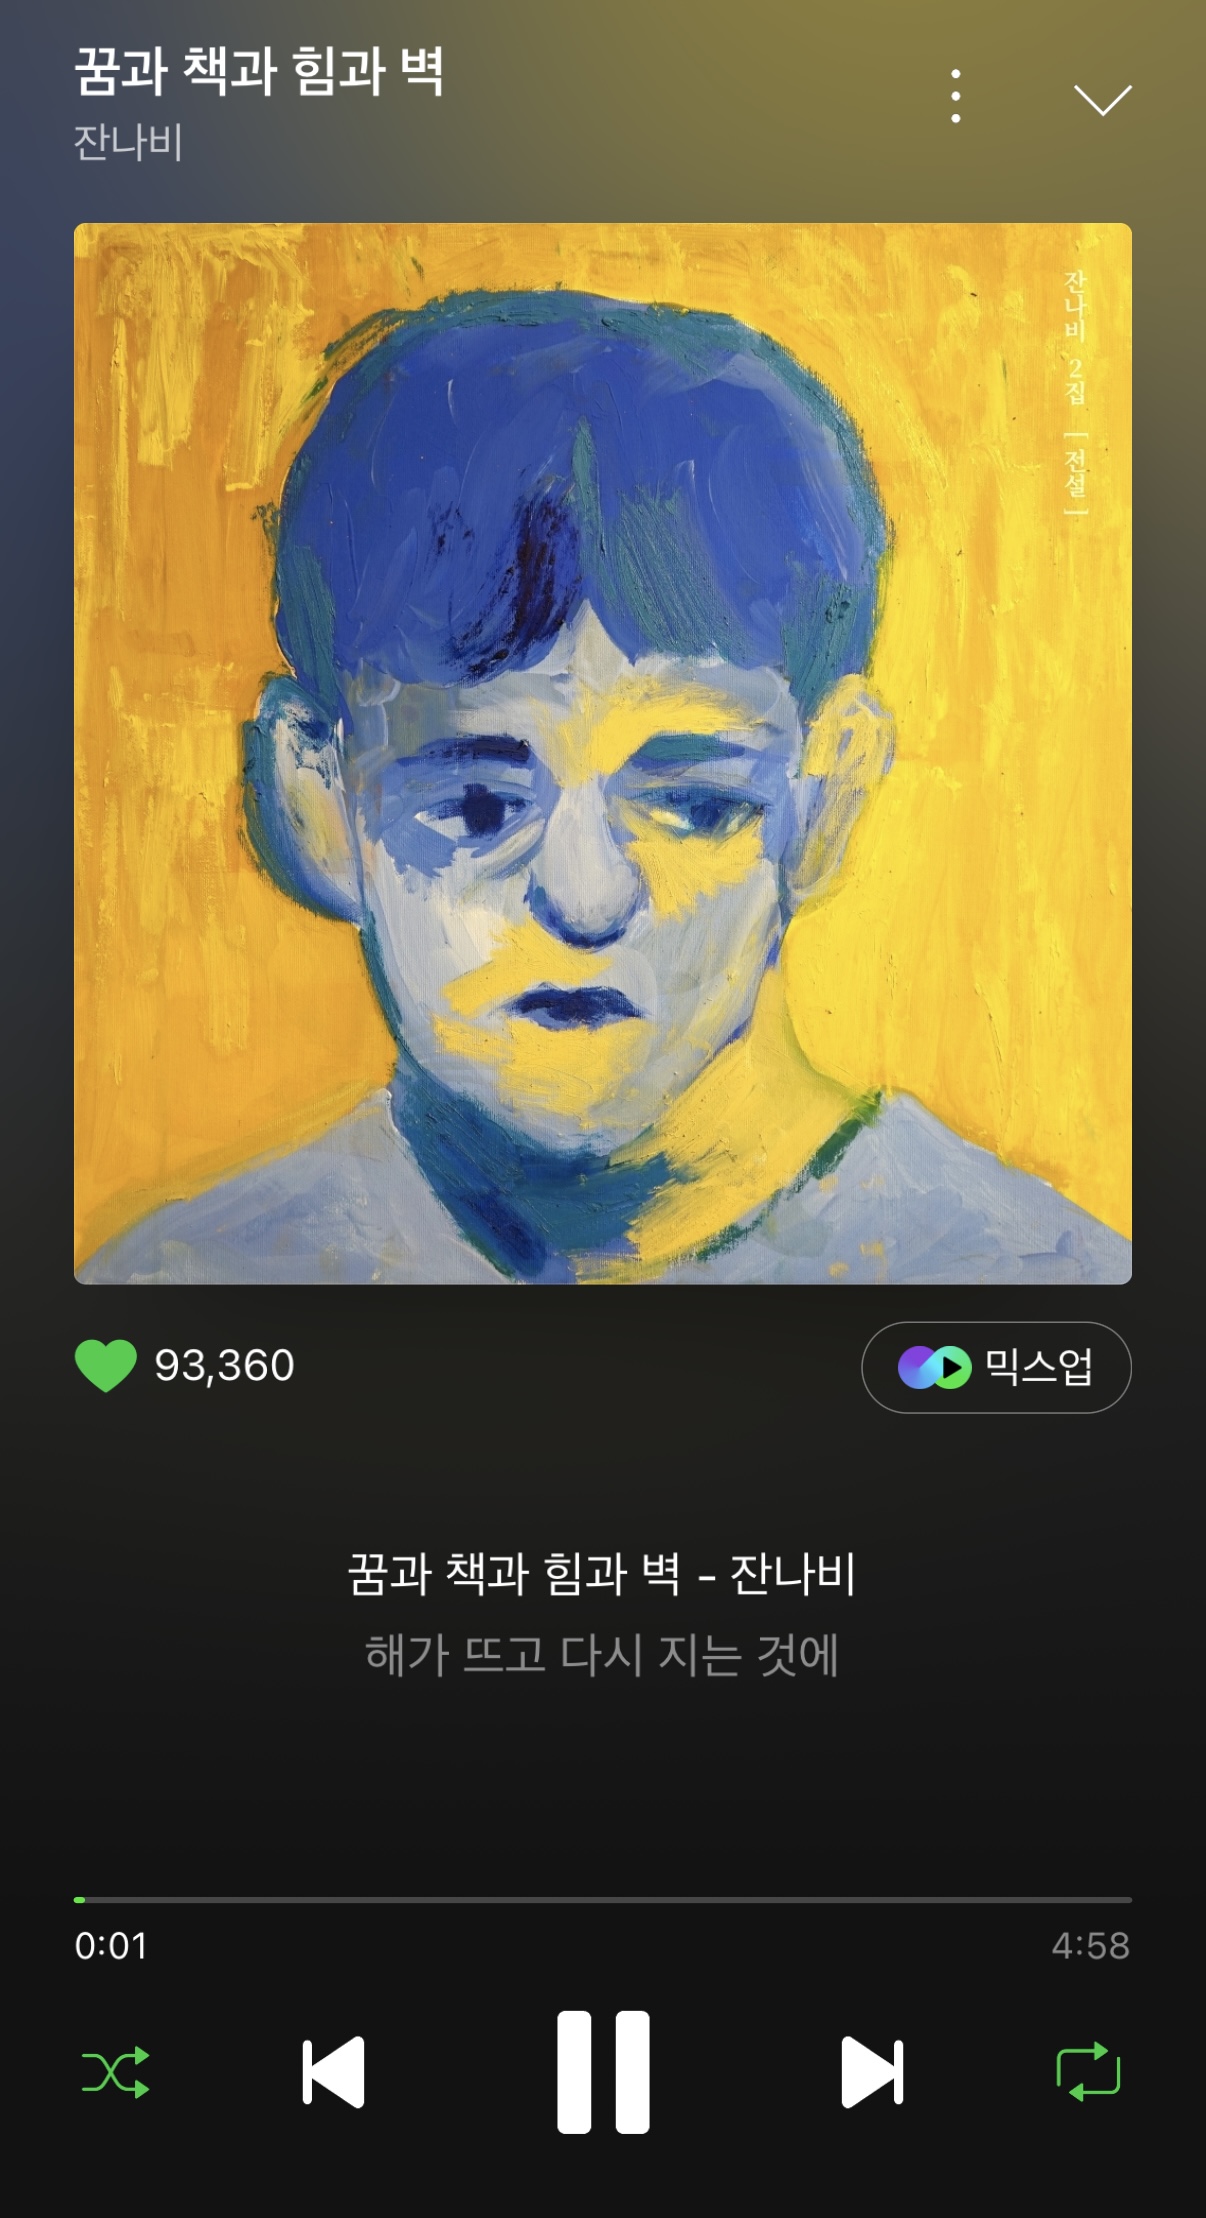 꿈과 책과 힘과 벽
잔나비
잔나비 2집 [전설]
93,360
믹스업
꿈과 책과 힘과 벽 - 잔나비
해가 뜨고 다시 지는 것에
0:01
4:58